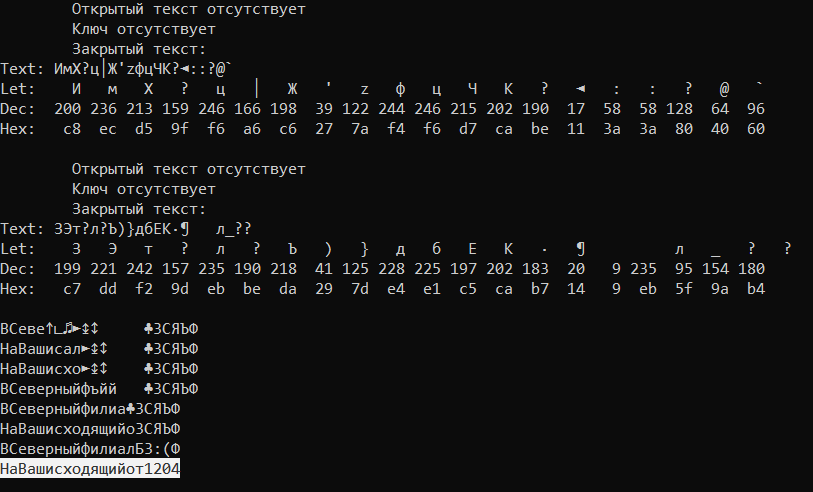 Открытый текст отсутствует
Ключ отсутствует
Закрытый текст:
Text: ИмХ?ц│Ж'zфцЧК?◄::?@`
Let: И м Х ? ц │ Ж ' z ф ц Ч К ? ◄ : : ? @ `
Dec: 200 236 213 159 246 166 198 39 122 244 246 215 202 190 17 58 58 128 64 96
Hex: c8 ec d5 9f f6 a6 c6 27 7a f4 f6 d7 ca be 11 3a 3a 80 40 60
Открытый текст отсутствует
Ключ отсутствует
Закрытый текст:
Text: ЗЭт?л?Ъ)}дбЕК·¶ л_??
Let: З Э т ? л ? Ъ ) } д б Е К · ¶ л _ ? ?
Dec: 199 221 242 157 235 190 218 41 125 228 225 197 202 183 20 9 235 95 154 180
Hex: c7 dd f2 9d eb be da 29 7d e4 e1 c5 ca b7 14 9 eb 5f 9a b4
ВСеве↑∟♫►↨↕ ♣ЗСЯЪФ
НаВашисал►↨↕ ♣ЗСЯЪФ
НаВашисхо►↨↕ ♣ЗСЯЪФ
ВСеверныйфъйй ♣ЗСЯЪФ
ВСеверныйфилиа♣ЗСЯЪФ
НаВашисходящийоЗСЯЪФ
ВСеверныйфилиалБЗ:(Ф
НаВашисходящийот1204